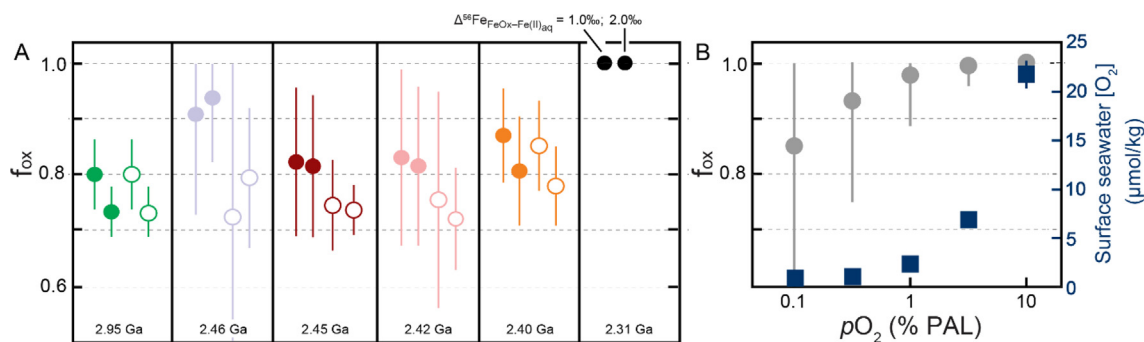 Δ⁵⁶Fe FeOx–Fe(II)aq = 1.0‰; 2.0‰
A
fox
1.0
0.8
0.6
2.95 Ga
2.46 Ga
2.45 Ga
2.42 Ga
2.40 Ga
2.31 Ga
B
fox
1.0
0.8
0.1
1
10
pO₂ (% PAL)
25
20
15
10
5
0
Surface seawater [O₂]
(µmol/kg)